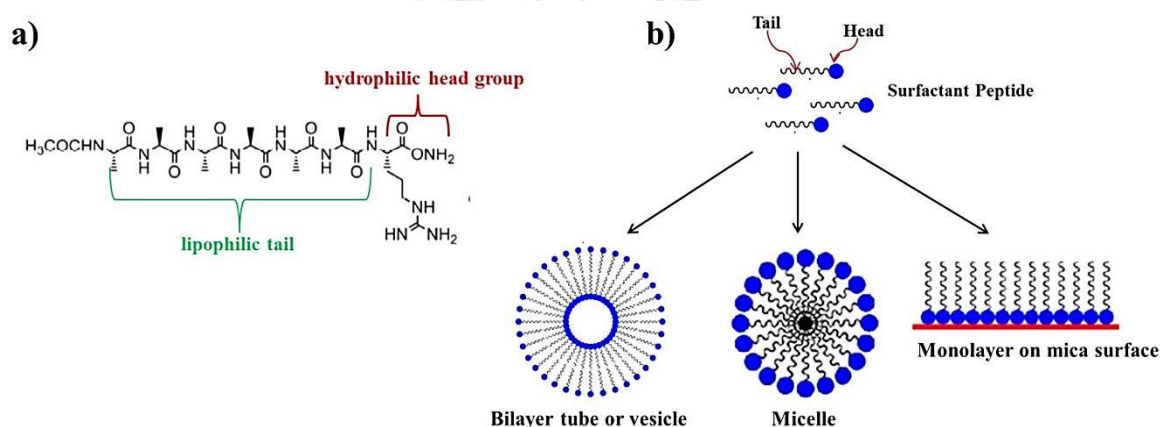 a)
hydrophilic head group
H₃COCHN
O
H
N
O
H
N
O
H
N
O
H
N
O
H
N
O
H
N
O
ONH₂
NH
HN
NH₂
lipophilic tail
b)
Tail
Head
Surfactant Peptide
Bilayer tube or vesicle
Micelle
Monolayer on mica surface